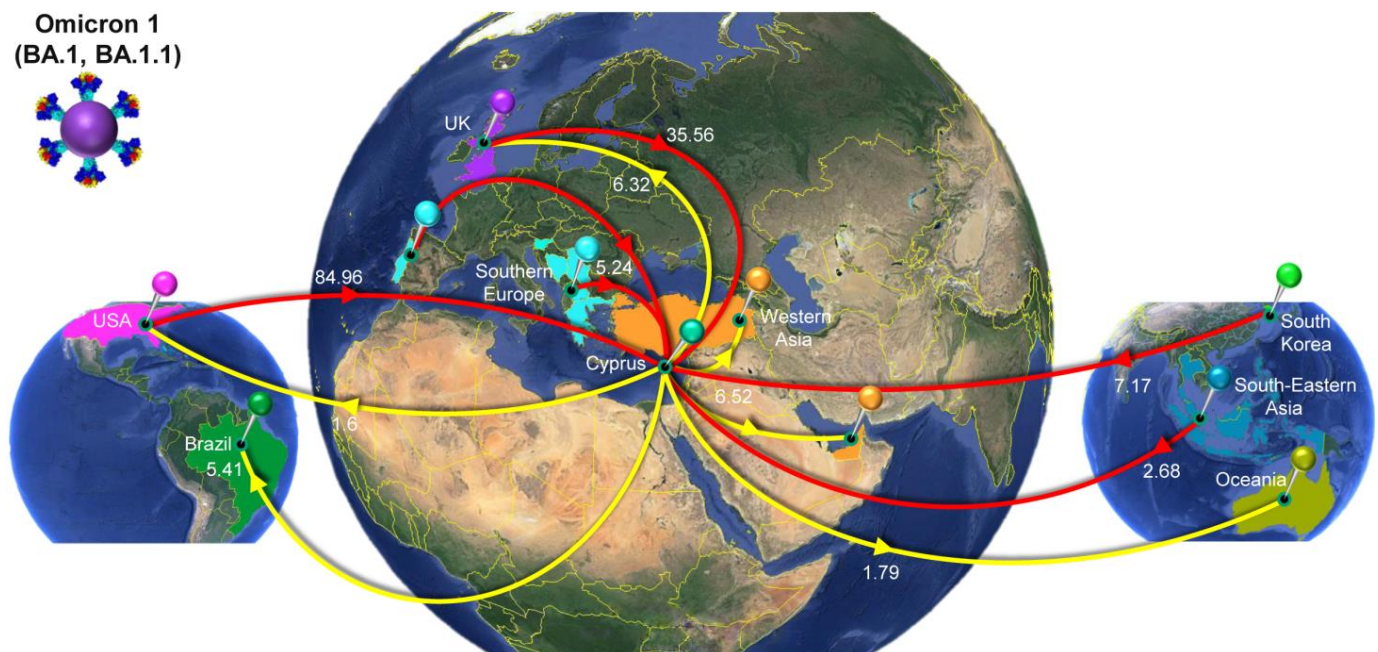 Omicron 1
(BA.1, BA.1.1)
UK
35.56
6.32
84.96
Southern
Europe
5.24
USA
Western
Asia
Cyprus
South
Korea
7.17
6.52
South-Eastern
Asia
1.6
Brazil
5.41
2.68
Oceania
1.79